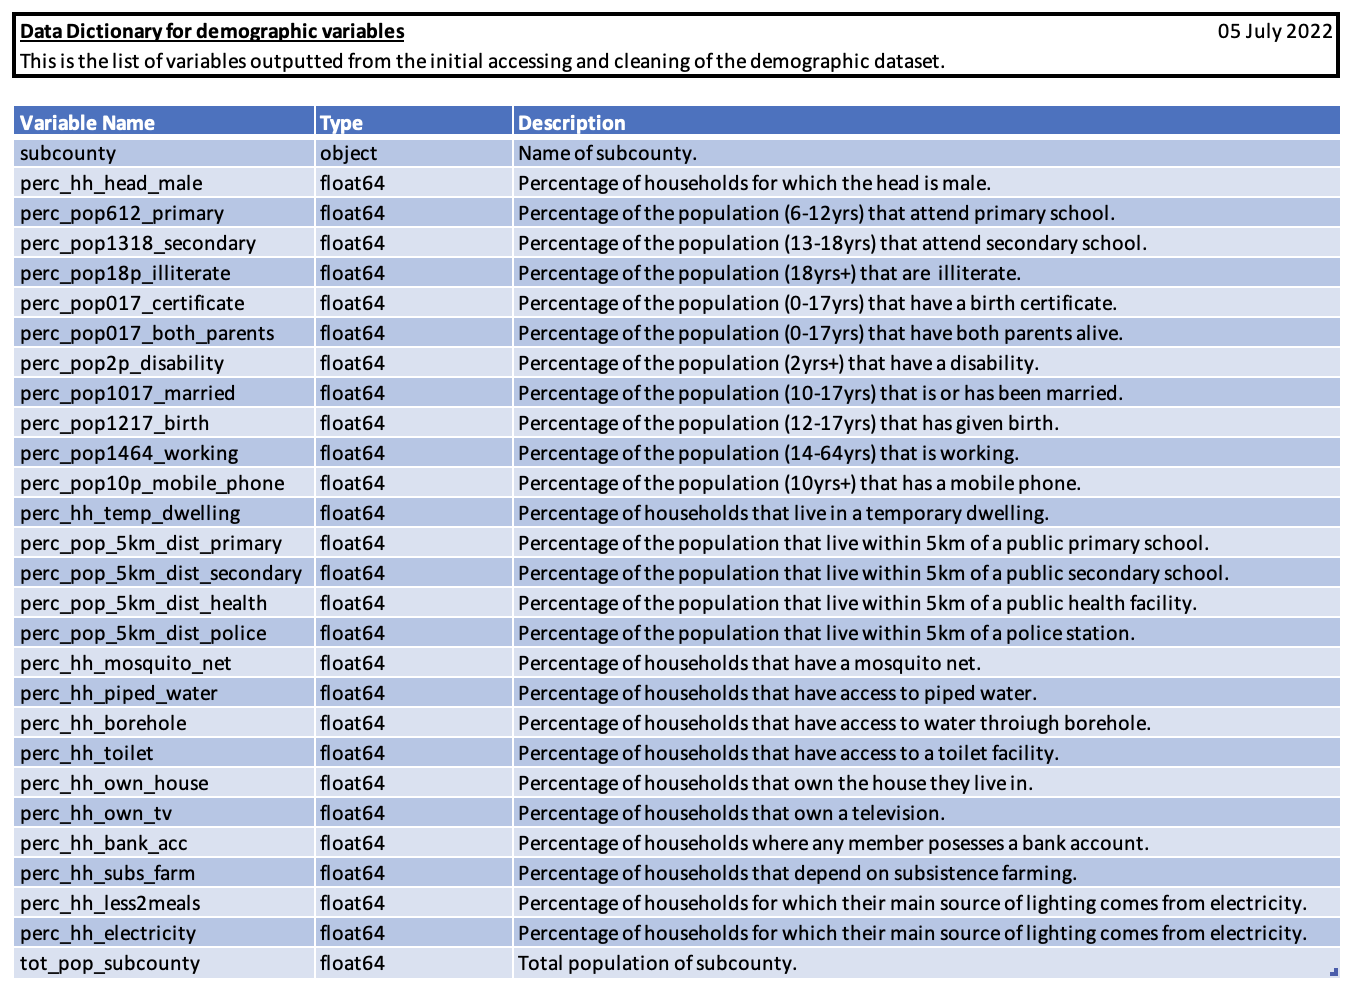 Data Dictionary for demographic variables 05 July 2022
This is the list of variables outputted from the initial accessing and cleaning of the demographic dataset.
Variable Name Type Description
subcounty object Name of subcounty.
perc_hh_head_male float64 Percentage of households for which the head is male.
perc_pop612_primary float64 Percentage of the population (6-12yrs) that attend primary school.
perc_pop1318_secondary float64 Percentage of the population (13-18yrs) that attend secondary school.
perc_pop18p_illiterate float64 Percentage of the population (18yrs+) that are  illiterate.
perc_pop017_certificate float64 Percentage of the population (0-17yrs) that have a birth certificate.
perc_pop017_both_parents float64 Percentage of the population (0-17yrs) that have both parents alive.
perc_pop2p_disability float64 Percentage of the population (2yrs+) that have a disability.
perc_pop1017_married float64 Percentage of the population (10-17yrs) that is or has been married.
perc_pop1217_birth float64 Percentage of the population (12-17yrs) that has given birth.
perc_pop1464_working float64 Percentage of the population (14-64yrs) that is working.
perc_pop10p_mobile_phone float64 Percentage of the population (10yrs+) that has a mobile phone.
perc_hh_temp_dwelling float64 Percentage of households that live in a temporary dwelling.
perc_pop_5km_dist_primary float64 Percentage of the population that live within 5km of a public primary school.
perc_pop_5km_dist_secondary float64 Percentage of the population that live within 5km of a public secondary school.
perc_pop_5km_dist_health float64 Percentage of the population that live within 5km of a public health facility.
perc_pop_5km_dist_police float64 Percentage of the population that live within 5km of a police station.
perc_hh_mosquito_net float64 Percentage of households that have a mosquito net.
perc_hh_piped_water float64 Percentage of households that have access to piped water.
perc_hh_borehole float64 Percentage of households that have access to water throiugh borehole.
perc_hh_toilet float64 Percentage of households that have access to a toilet facility.
perc_hh_own_house float64 Percentage of households that own the house they live in.
perc_hh_own_tv float64 Percentage of households that own a television.
perc_hh_bank_acc float64 Percentage of households where any member posesses a bank account.
perc_hh_subs_farm float64 Percentage of households that depend on subsistence farming.
perc_hh_less2meals float64 Percentage of households for which their main source of lighting comes from electricity.
perc_hh_electricity float64 Percentage of households for which their main source of lighting comes from electricity.
tot_pop_subcounty float64 Total population of subcounty.